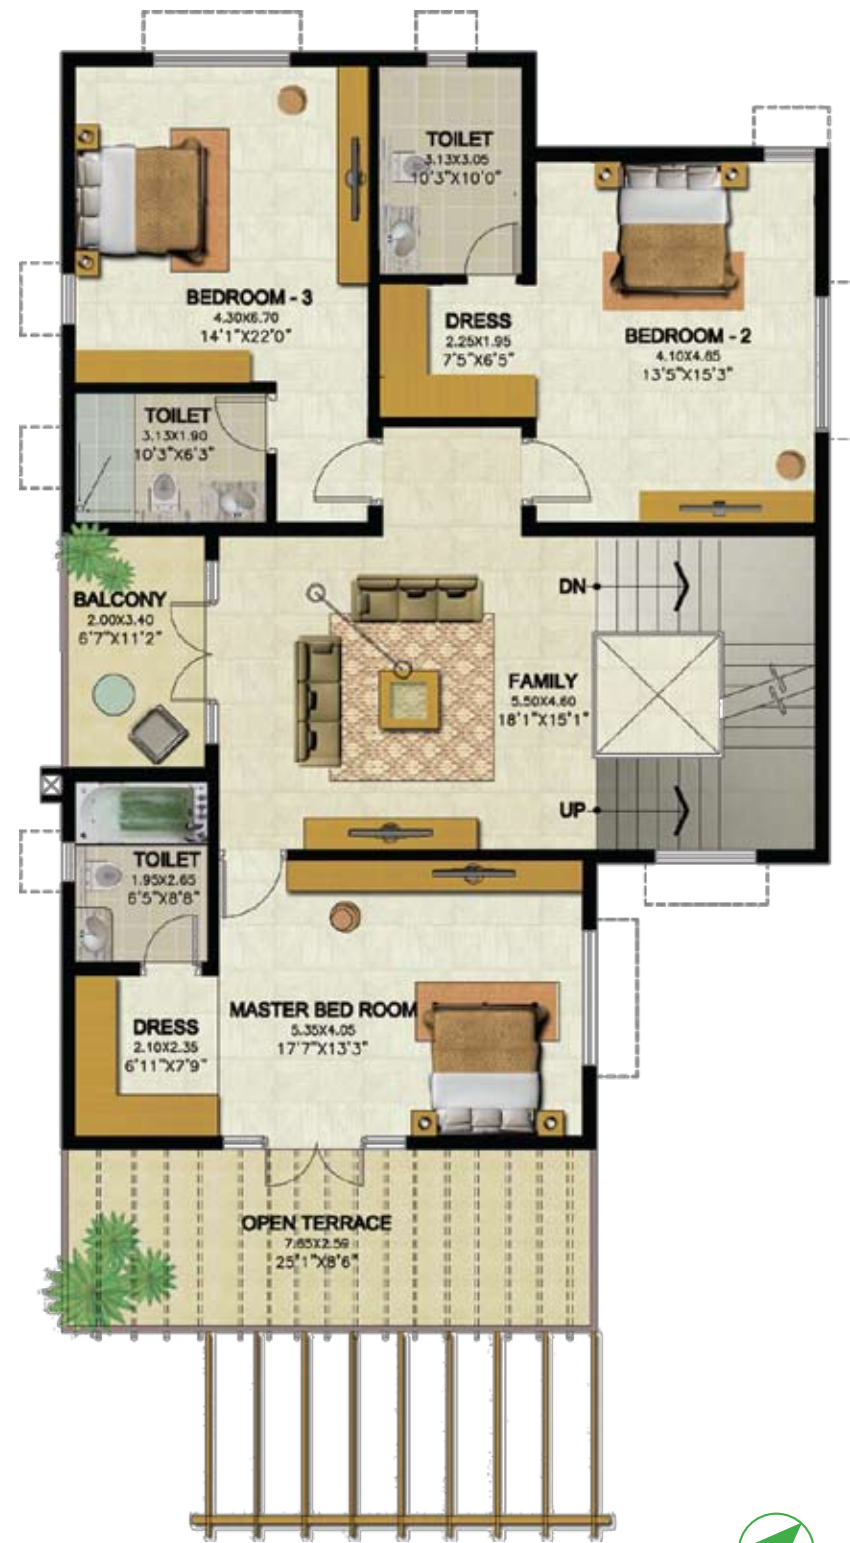 TOILET
3.13X3.05
10'3"X10'0"
BEDROOM - 3
4.30X6.70
14'1"X22'0"
DRESS
2.25X1.95
7'5"X6'5"
BEDROOM - 2
4.10X4.65
13'5"X15'3"
TOILET
3.13X1.90
10'3"X6'3"
DN
BALCONY
2.00X3.40
6'7"X11'2"
FAMILY
5.50X4.60
18'1"X15'1"
UP
TOILET
1.95X2.65
6'5"X8'8"
MASTER BED ROOM
5.35X4.05
17'7"X13'3"
DRESS
2.10X2.35
6'11"X7'9"
OPEN TERRACE
7.65X2.59
25'1"X8'6"